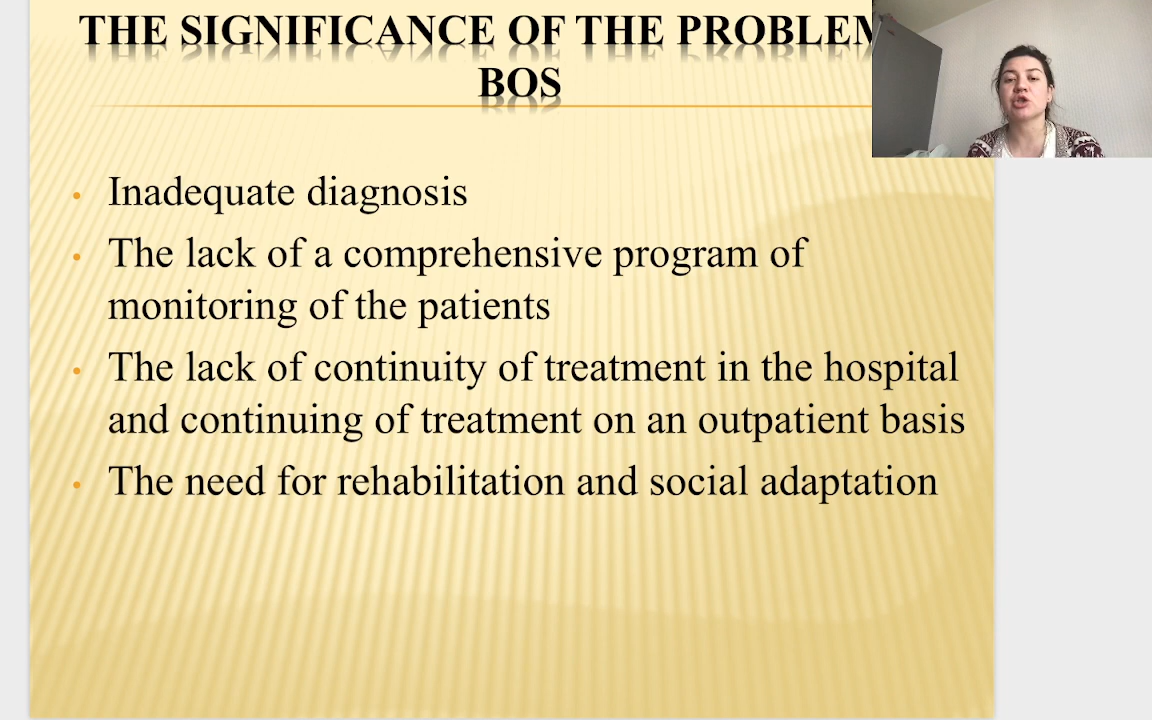 THE SIGNIFICANCE OF THE PROBLEM
BOS
• Inadequate diagnosis
• The lack of a comprehensive program of
monitoring of the patients
• The lack of continuity of treatment in the hospital
and continuing of treatment on an outpatient basis
• The need for rehabilitation and social adaptation